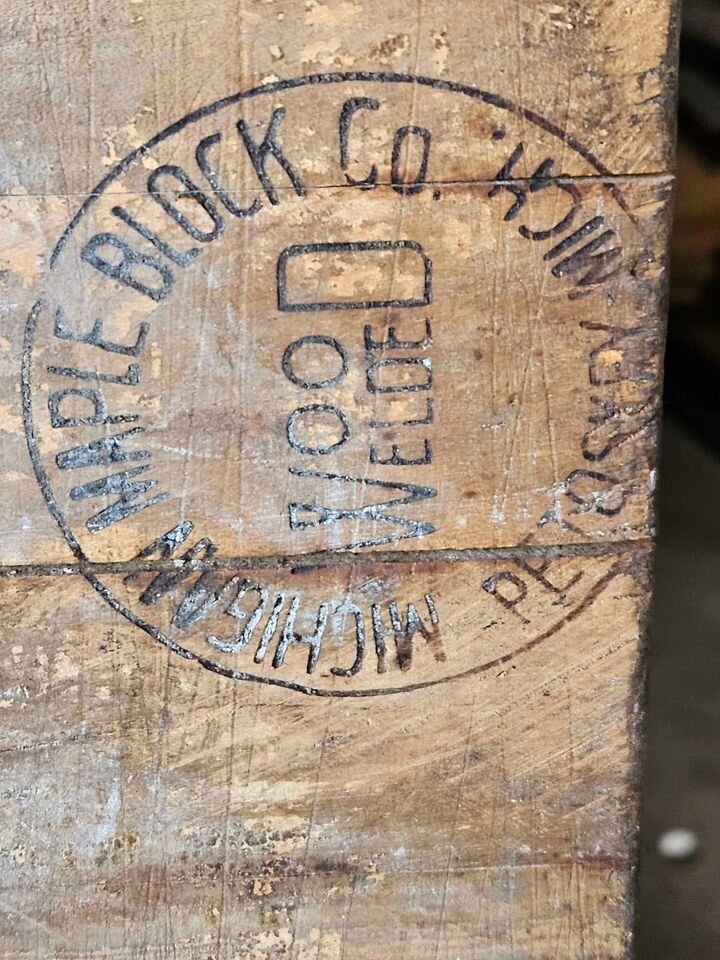 MICHIGAN MAPLE BLOCK CO.
WOOD
WELDED
PETOSKEY, MICH.